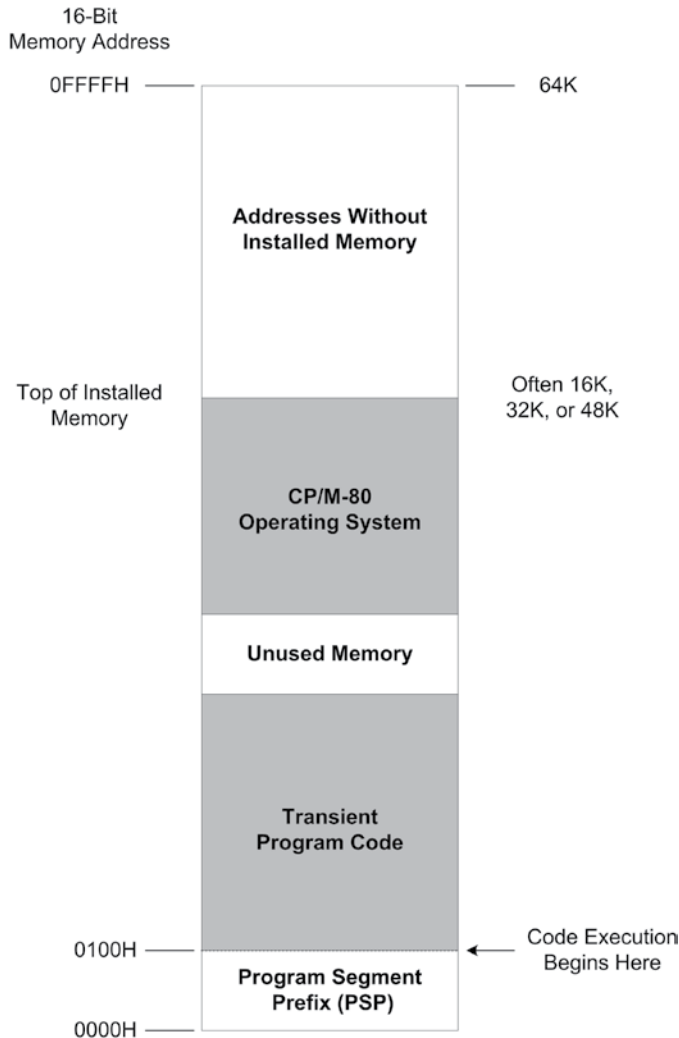 16-Bit
Memory Address
0FFFFH
64K
Addresses Without
Installed Memory
Top of Installed
Memory
Often 16K,
32K, or 48K
CP/M-80
Operating System
Unused Memory
Transient
Program Code
0100H
Code Execution
Begins Here
Program Segment
Prefix (PSP)
0000H